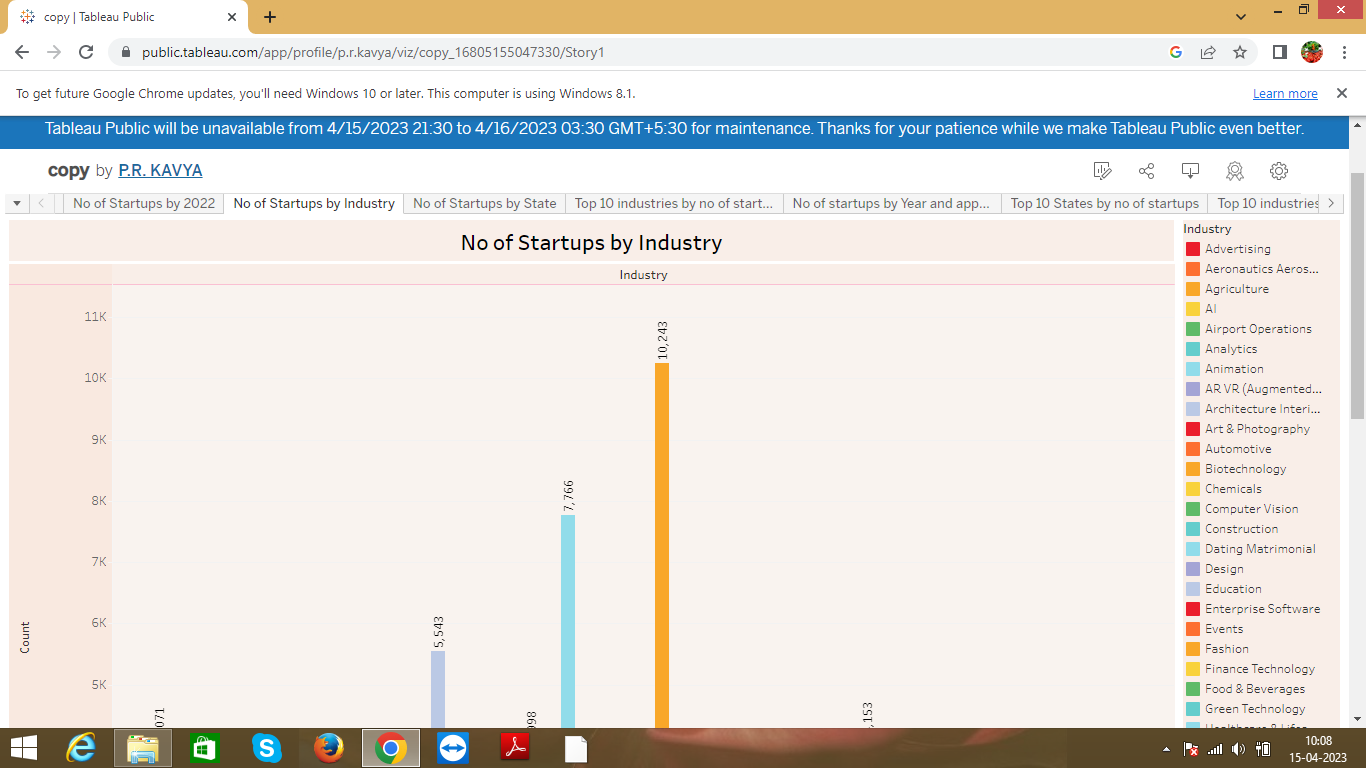 copy | Tableau Public
public.tableau.com/app/profile/p.r.kavya/viz/copy_16805155047330/Story1
To get future Google Chrome updates, you'll need Windows 10 or later. This computer is using Windows 8.1.
Learn more
Tableau Public will be unavailable from 4/15/2023 21:30 to 4/16/2023 03:30 GMT+5:30 for maintenance. Thanks for your patience while we make Tableau Public even better.
copy by P.R. KAVYA
No of Startups by 2022
No of Startups by Industry
No of Startups by State
Top 10 industries by no of start...
No of startups by Year and app...
Top 10 States by no of startups
Top 10 industries
No of Startups by Industry
Industry
Count
11K
10K
9K
8K
7K
6K
5K
071
5,543
98
7,766
10,243
,153
Industry
Advertising
Aeronautics Aeros...
Agriculture
AI
Airport Operations
Analytics
Animation
AR VR (Augmented...
Architecture Interi...
Art & Photography
Automotive
Biotechnology
Chemicals
Computer Vision
Construction
Dating Matrimonial
Design
Education
Enterprise Software
Events
Fashion
Finance Technology
Food & Beverages
Green Technology
10:08
15-04-2023